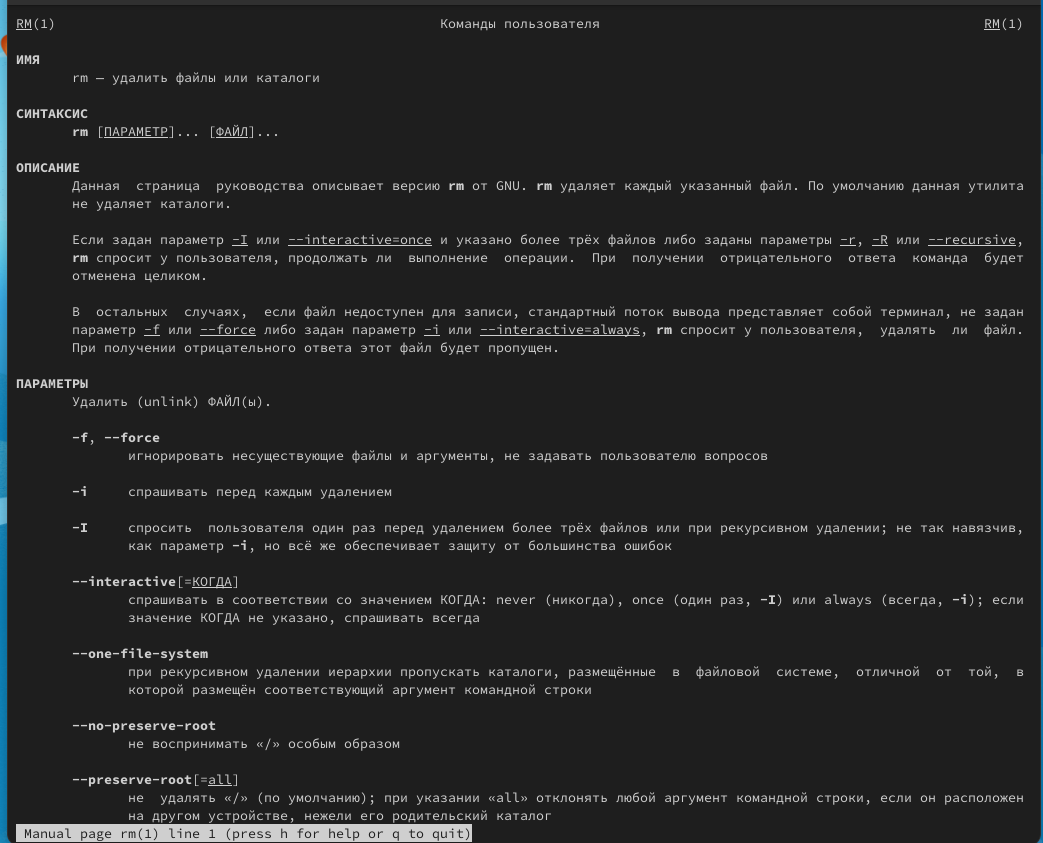 RM(1) Команды пользователя RM(1)
ИМЯ
rm — удалить файлы или каталоги
СИНТАКСИС
rm [ПАРАМЕТР]... [ФАЙЛ]...
ОПИСАНИЕ
Данная страница руководства описывает версию rm от GNU. rm удаляет каждый указанный файл. По умолчанию данная утилита
не удаляет каталоги.
Если задан параметр -I или --interactive=once и указано более трёх файлов либо заданы параметры -r, -R или --recursive,
rm спросит у пользователя, продолжать ли выполнение операции. При получении отрицательного ответа команда будет
отменена целиком.
В остальных случаях, если файл недоступен для записи, стандартный поток вывода представляет собой терминал, не задан
параметр -f или --force либо задан параметр -i или --interactive=always, rm спросит у пользователя, удалять ли файл.
При получении отрицательного ответа этот файл будет пропущен.
ПАРАМЕТРЫ
Удалить (unlink) ФАЙЛ(ы).
-f, --force
игнорировать несуществующие файлы и аргументы, не задавать пользователю вопросов
-i спрашивать перед каждым удалением
-I спросить пользователя один раз перед удалением более трёх файлов или при рекурсивном удалении; не так навязчив,
как параметр -i, но всё же обеспечивает защиту от большинства ошибок
--interactive[=КОГДА]
спрашивать в соответствии со значением КОГДА: never (никогда), once (один раз, -I) или always (всегда, -i); если
значение КОГДА не указано, спрашивать всегда
--one-file-system
при рекурсивном удалении иерархии пропускать каталоги, размещённые в файловой системе, отличной от той, в
которой размещён соответствующий аргумент командной строки
--no-preserve-root
не воспринимать «/» особым образом
--preserve-root[=all]
не удалять «/» (по умолчанию); при указании «all» отклонять любой аргумент командной строки, если он расположен
на другом устройстве, нежели его родительский каталог
Manual page rm(1) line 1 (press h for help or q to quit)